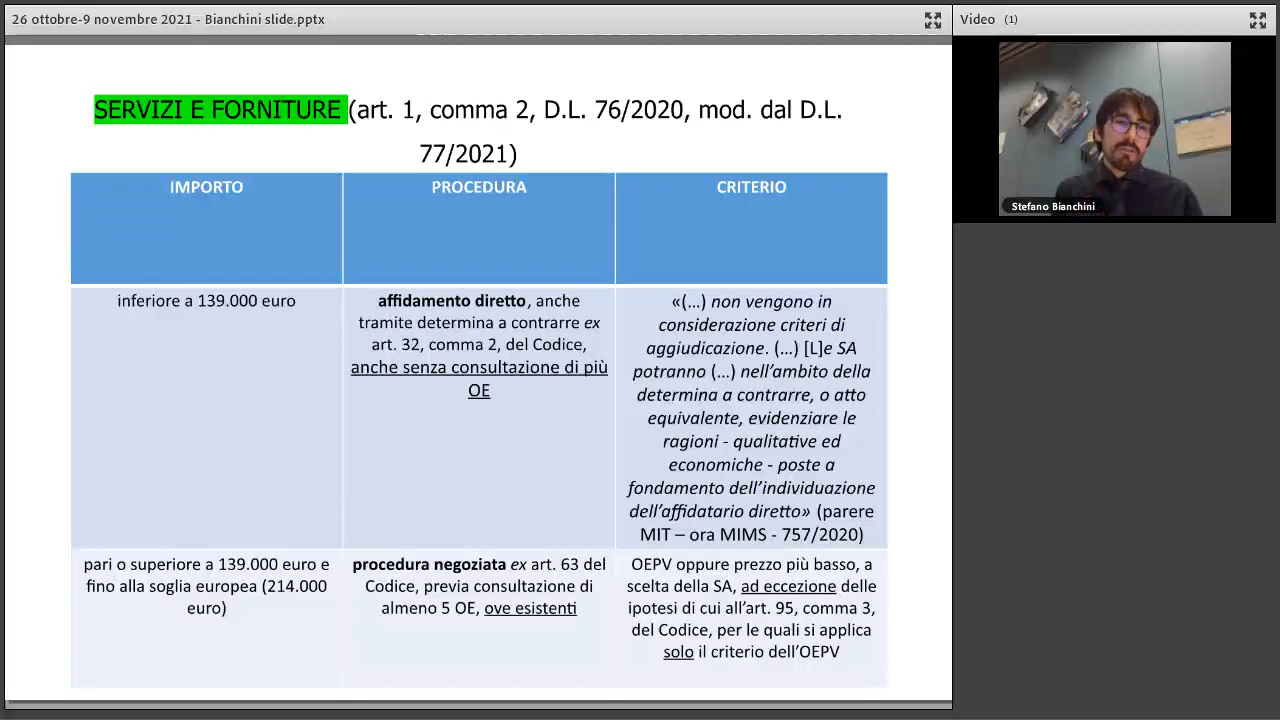 26 ottobre-9 novembre 2021 - Bianchini slide.pptx
Video (1)
Stefano Bianchini
SERVIZI E FORNITURE (art. 1, comma 2, D.L. 76/2020, mod. dal D.L.
77/2021)
IMPORTO
PROCEDURA
CRITERIO
inferiore a 139.000 euro
affidamento diretto, anche
tramite determina a contrarre ex
art. 32, comma 2, del Codice,
anche senza consultazione di più
OE
«(...) non vengono in
considerazione criteri di
aggiudicazione. (...) [L]e SA
potranno (...) nell'ambito della
determina a contrarre, o atto
equivalente, evidenziare le
ragioni - qualitative ed
economiche - poste a
fondamento dell'individuazione
dell'affidatario diretto» (parere
MIT – ora MIMS - 757/2020)
pari o superiore a 139.000 euro e
fino alla soglia europea (214.000
euro)
procedura negoziata ex art. 63 del
Codice, previa consultazione di
almeno 5 OE, ove esistenti
OEPV oppure prezzo più basso, a
scelta della SA, ad eccezione delle
ipotesi di cui all'art. 95, comma 3,
del Codice, per le quali si applica
solo il criterio dell'OEPV